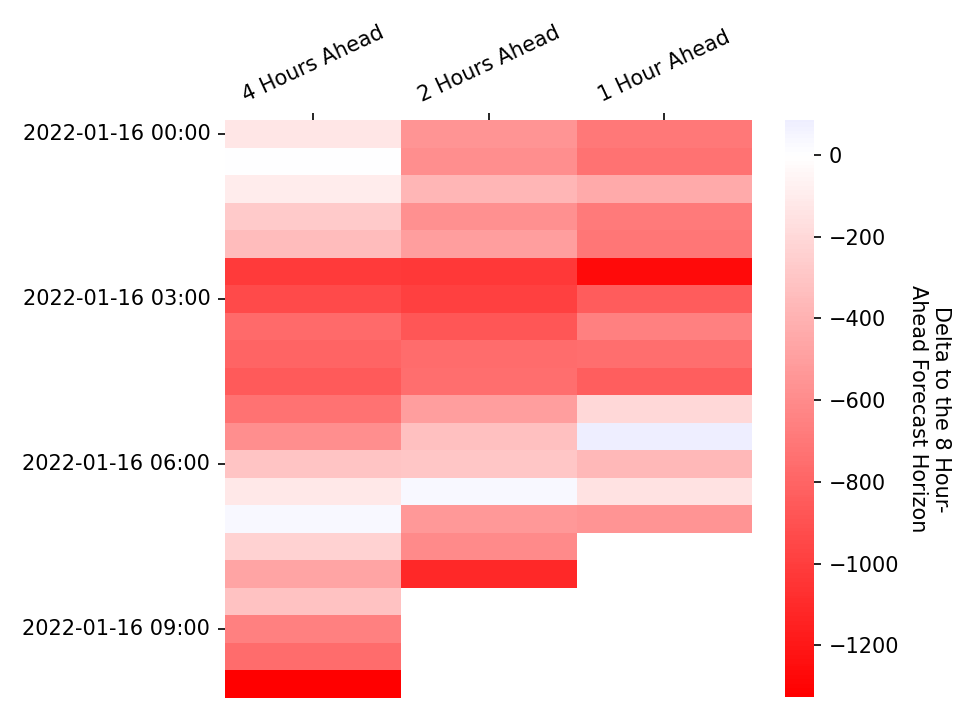 4 Hours Ahead
2 Hours Ahead
1 Hour Ahead
2022-01-16 00:00
2022-01-16 03:00
2022-01-16 06:00
2022-01-16 09:00
0
−200
−400
−600
−800
−1000
−1200
Delta to the 8 Hour-
Ahead Forecast Horizon